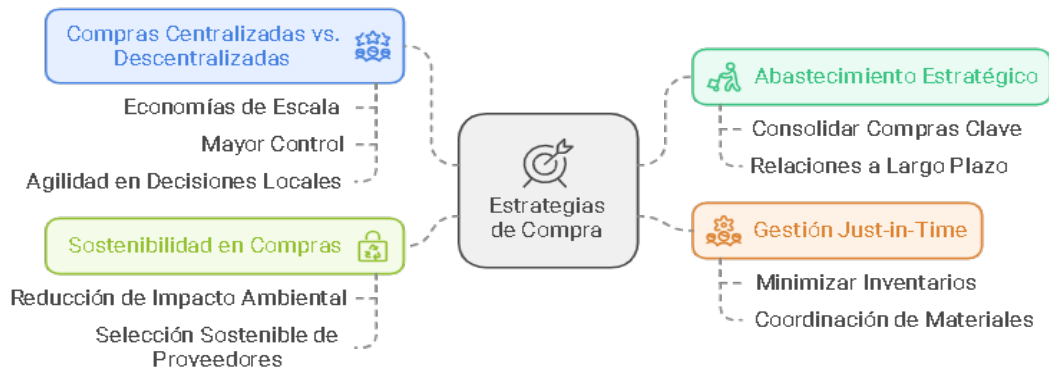 Compras Centralizadas vs.
Descentralizadas
Economías de Escala
Mayor Control
Agilidad en Decisiones Locales
Sostenibilidad en Compras
Reducción de Impacto Ambiental
Selección Sostenible de
Proveedores
Estrategias
de Compra
Abastecimiento Estratégico
Consolidar Compras Clave
Relaciones a Largo Plazo
Gestión Just-in-Time
Minimizar Inventarios
Coordinación de Materiales